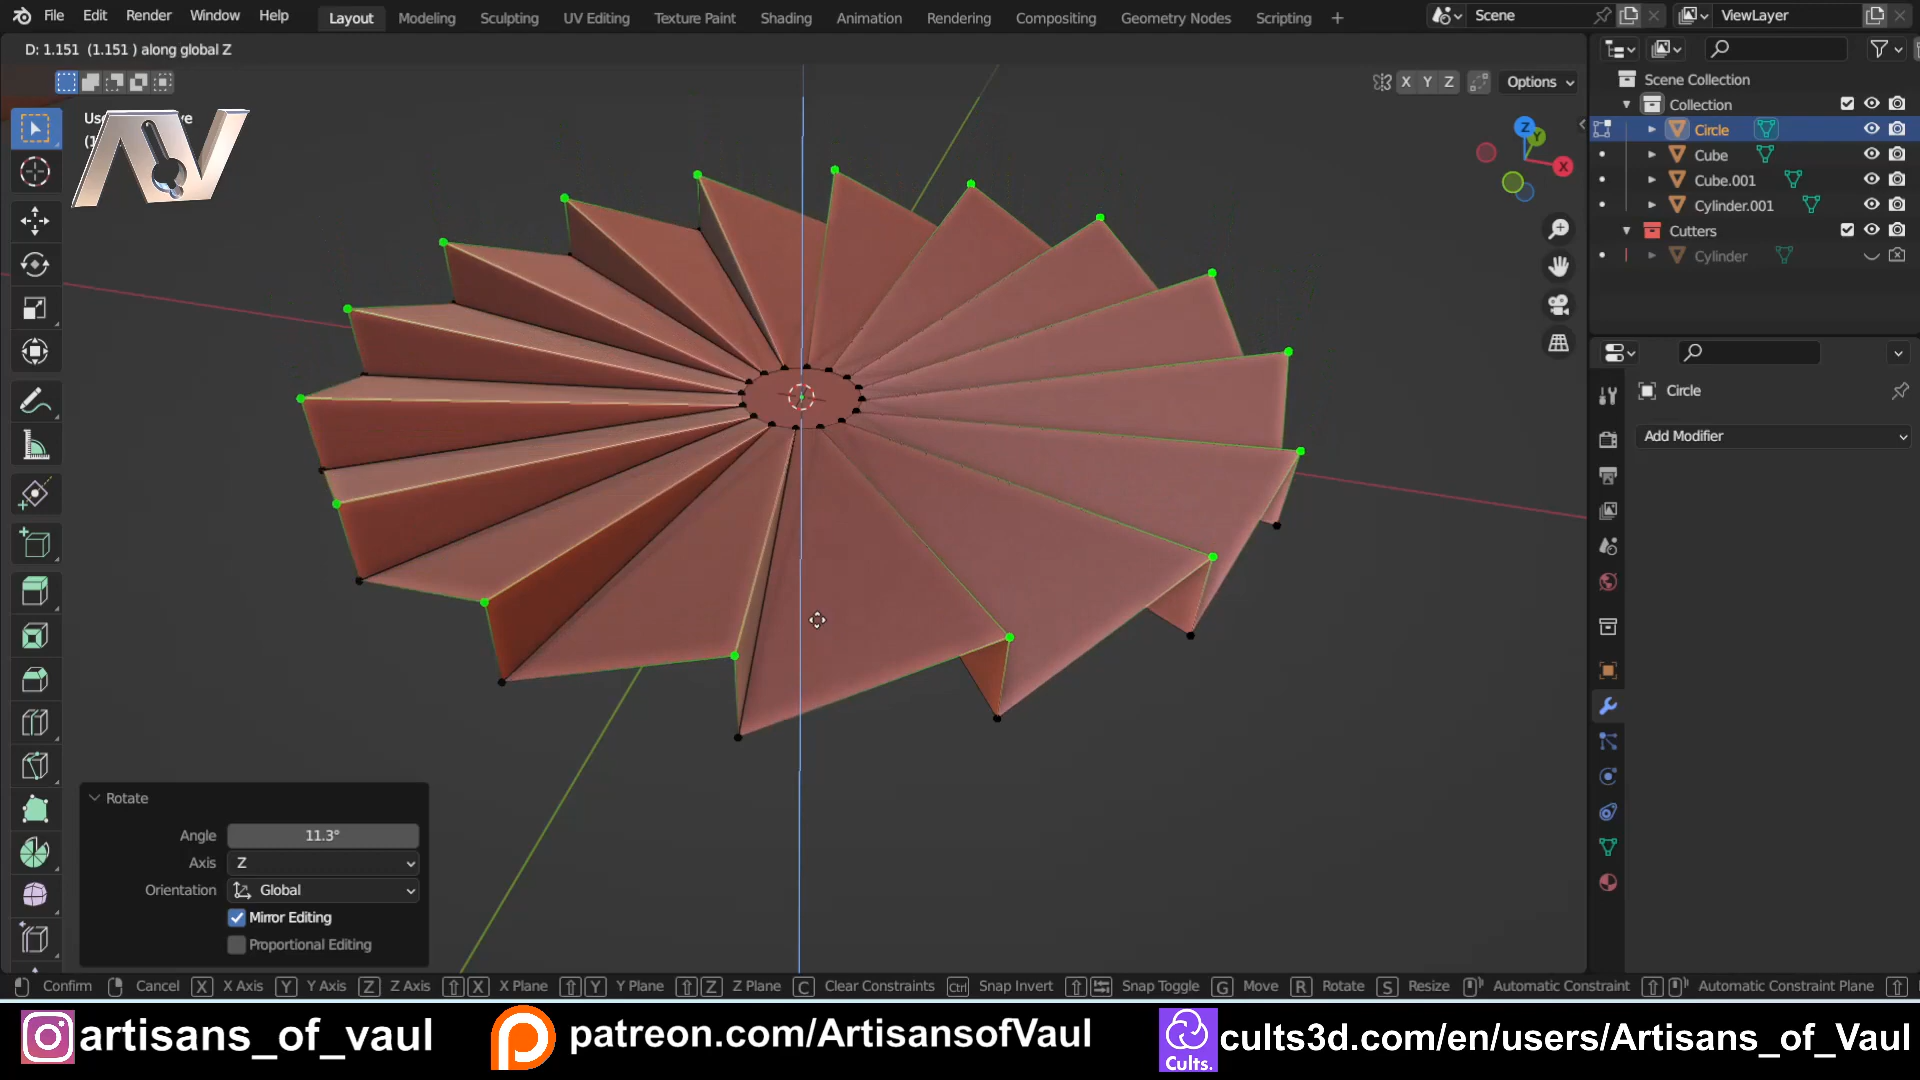 File Edit Render Window Help Layout Modeling Sculpting UV Editing Texture Paint Shading Animation Rendering Compositing Geometry Nodes Scripting + Scene ViewLayer
D: 1.151 (1.151 ) along global Z
X Y Z Options
AV
Z
Y
X
Scene Collection
Collection
Circle
Cube
Cube.001
Cylinder.001
Cutters
Cylinder
Circle
Add Modifier
Rotate
Angle 11.3°
Axis Z
Orientation Global
Mirror Editing
Proportional Editing
Confirm Cancel X X Axis Y Y Axis Z Z Axis X X Plane Y Y Plane Z Z Plane C Clear Constraints Ctrl Snap Invert Snap Toggle G Move R Rotate S Resize Automatic Constraint Automatic Constraint Plane
artisans_of_vaul patreon.com/ArtisansofVaul Cults. cults3d.com/en/users/Artisans_of_Vaul